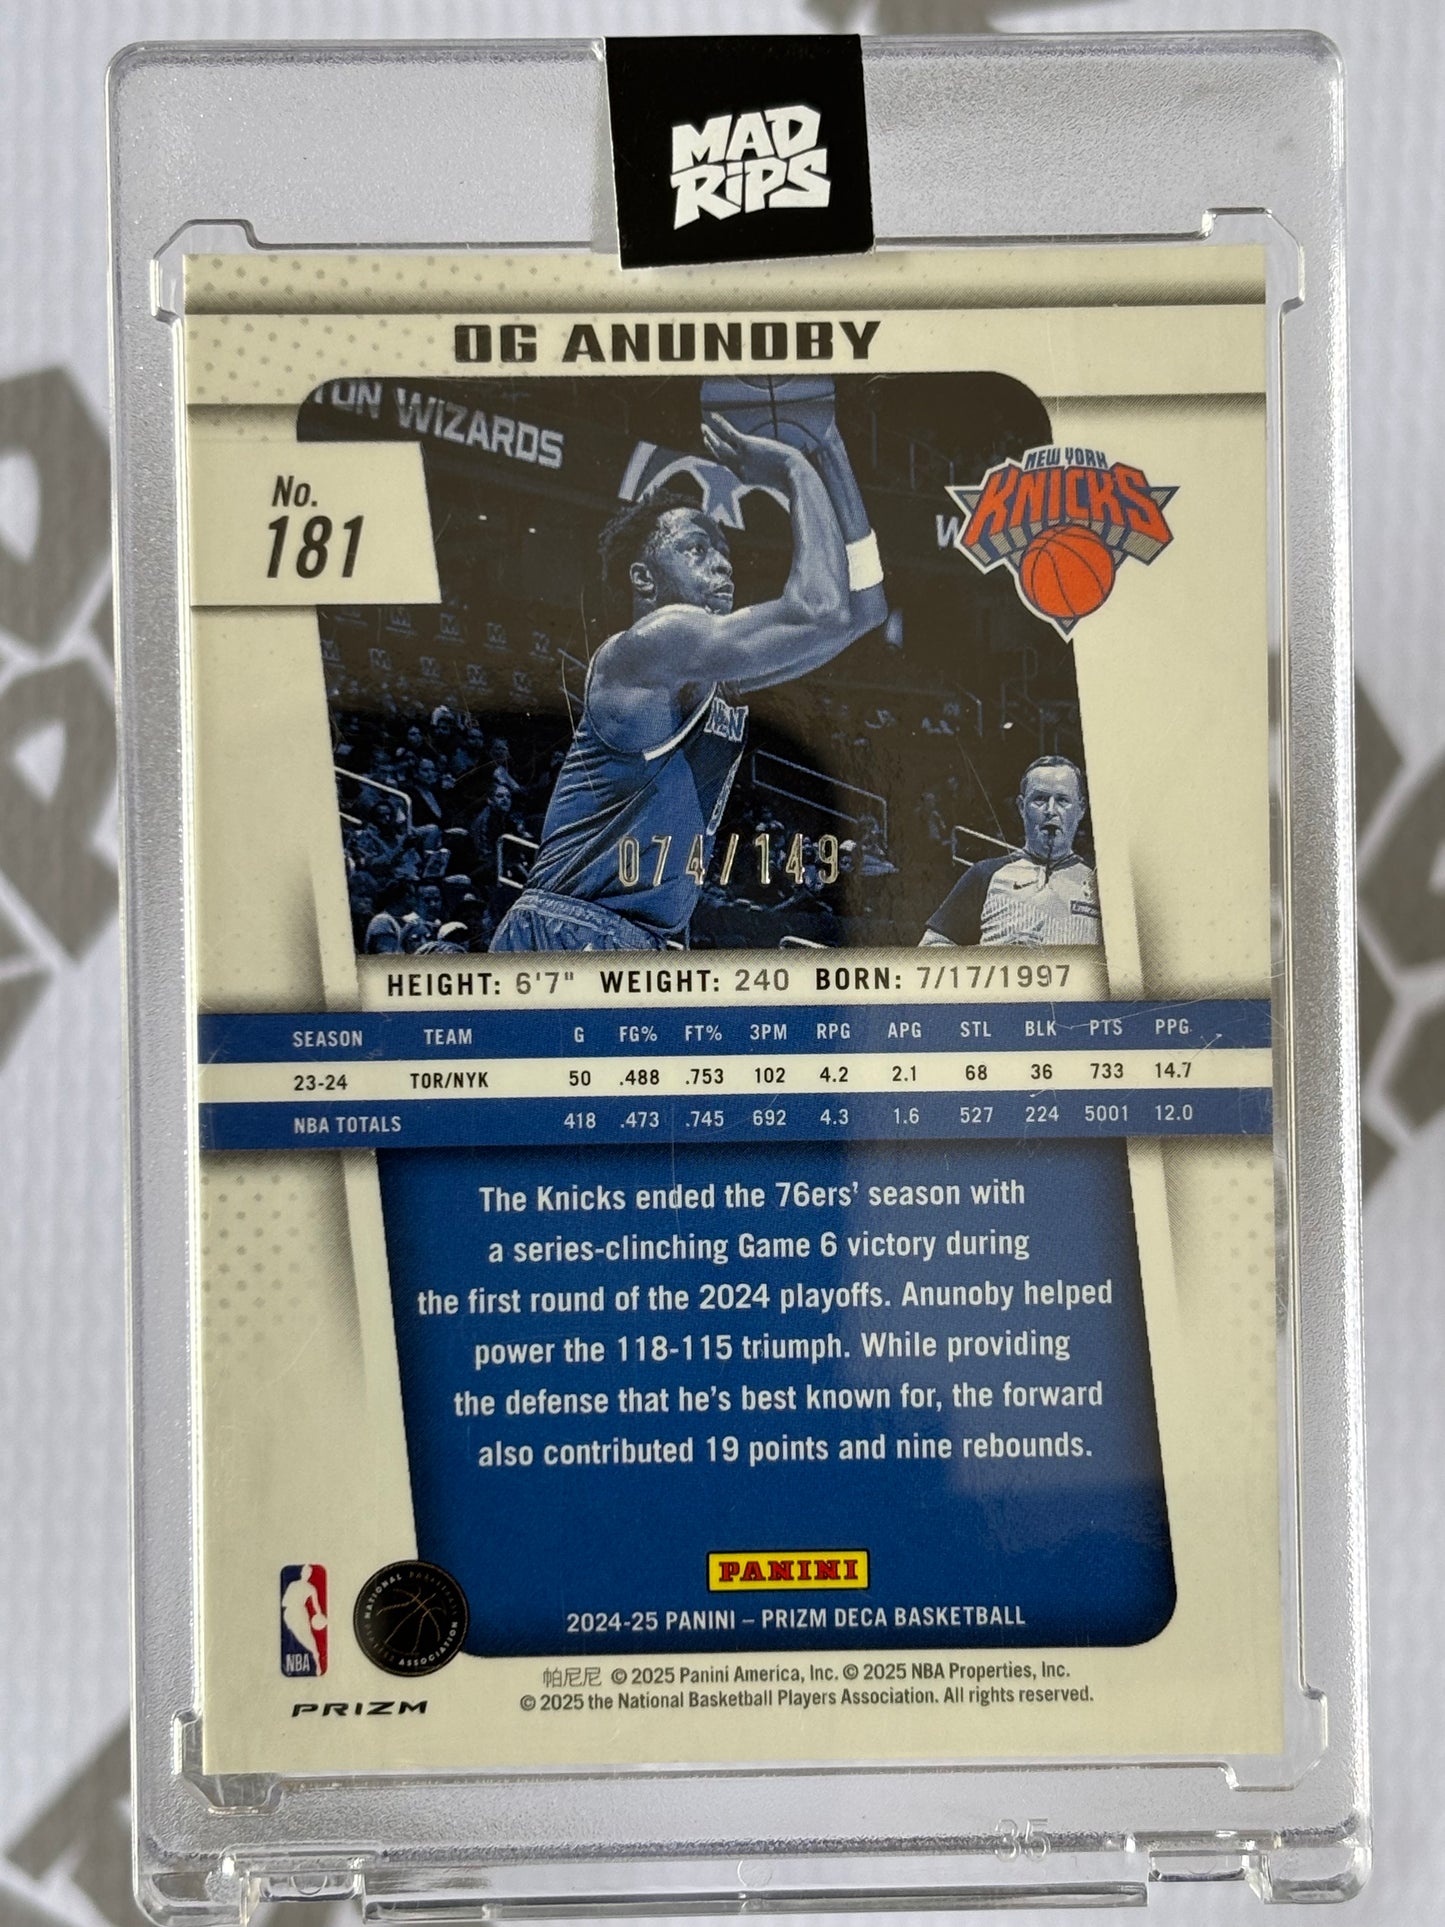 MAD
RiPS
OG ANUNOBY
TON WIZARDS
No.
181
NEW YORK
KNICKS
074/149
HEIGHT: 6'7" WEIGHT: 240 BORN: 7/17/1997
SEASON TEAM G FG% FT% 3PM RPG APG STL BLK PTS PPG
23-24 TOR/NYK 50 .488 .753 102 4.2 2.1 68 36 733 14.7
NBA TOTALS 418 .473 .745 692 4.3 1.6 527 224 5001 12.0
The Knicks ended the 76ers' season with
a series-clinching Game 6 victory during
the first round of the 2024 playoffs. Anunoby helped
power the 118-115 triumph. While providing
the defense that he's best known for, the forward
also contributed 19 points and nine rebounds.
PANINI
2024-25 PANINI – PRIZM DECA BASKETBALL
NBA
NATIONAL BASKETBALL PLAYERS ASSOCIATION
PRIZM
帕尼尼 © 2025 Panini America, Inc. © 2025 NBA Properties, Inc.
© 2025 the National Basketball Players Association. All rights reserved.
35